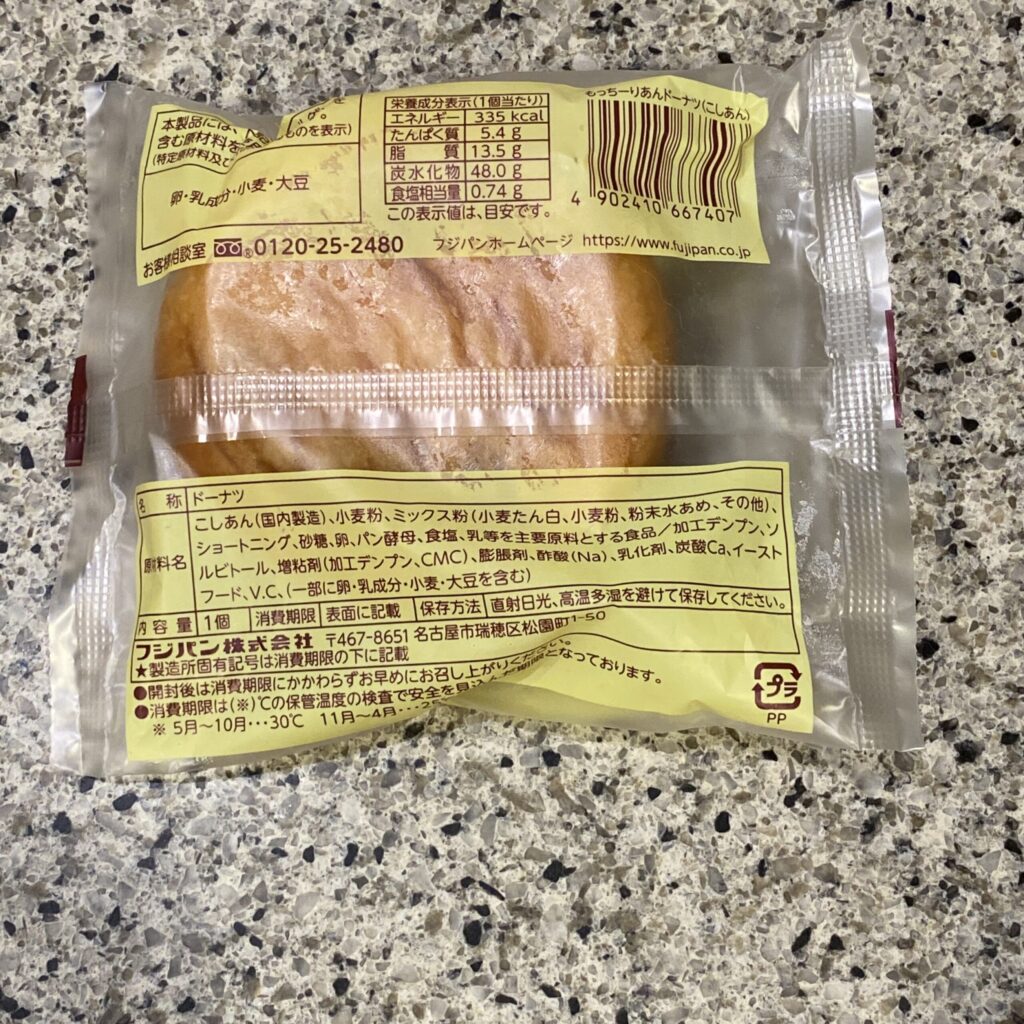 本製品には、
含む原材料を ものを表示)
(特定原材料及び
卵・乳成分・小麦・大豆
お客様相談室 ®0120-25-2480
栄養成分表示(1個当たり)
エネルギー 335 kcal
たんぱく質 5.4 g
脂質 13.5 g
炭水化物 48.0 g
食塩相当量 0.74 g
この表示値は、目安です。
もっちーりあんドーナツ(こしあん)
4 902410 667407
フジパンホームページ https://www.fujipan.co.jp
名称 ドーナツ
原材料名 こしあん(国内製造)、小麦粉、ミックス粉(小麦たん白、小麦粉、粉末水あめ、その他)、
ショートニング、砂糖、卵、パン酵母、食塩、乳等を主要原料とする食品/加工デンプン、ソ
ルビトール、増粘剤(加工デンプン、CMC)、膨脹剤、酢酸(Na)、乳化剤、炭酸Ca、イースト
フード、V.C、(一部に卵・乳成分・小麦・大豆を含む)
内容量 1個 消費期限 表面に記載 保存方法 直射日光、高温多湿を避けて保存してください。
フジパン株式会社 〒467-8651 名古屋市瑞穂区松園町1-50
★製造所固有記号は消費期限の下に記載
●開封後は消費期限にかかわらずお早めにお召し上がりください。
●消費期限は(※)℃の保管温度の検査で安全を見込んだ期限となっております。
※ 5月〜10月・・・30℃ 11月〜4月・・・
プラ
PP